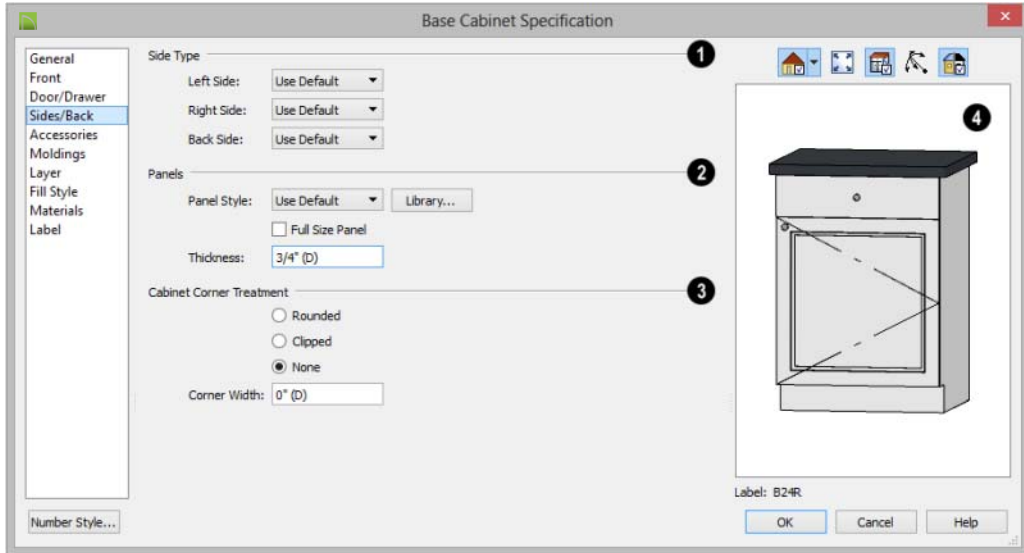 Base Cabinet Specification
General
Front
Door/Drawer
Sides/Back
Accessories
Moldings
Layer
Fill Style
Materials
Label
Number Style...
Side Type 1
Left Side: Use Default
Right Side: Use Default
Back Side: Use Default
Panels 2
Panel Style: Use Default Library...
Full Size Panel
Thickness: 3/4" (D)
Cabinet Corner Treatment 3
Rounded
Clipped
None
Corner Width: 0" (D)
4
Label: B24R
OK Cancel Help